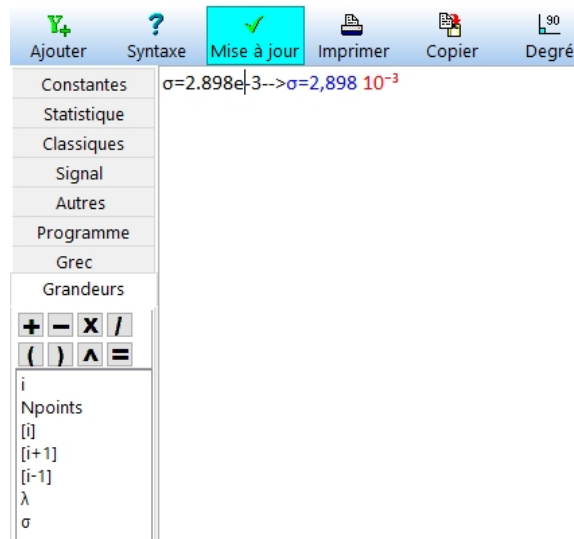 Ajouter Syntaxe Mise à jour Imprimer Copier 90 Degré
Constantes
σ=2.898e-3-->σ=2,898 10⁻³
Statistique
Classiques
Signal
Autres
Programme
Grec
Grandeurs
+ − x /
( ) ^ =
i
Npoints
[i]
[i+1]
[i-1]
λ
σ